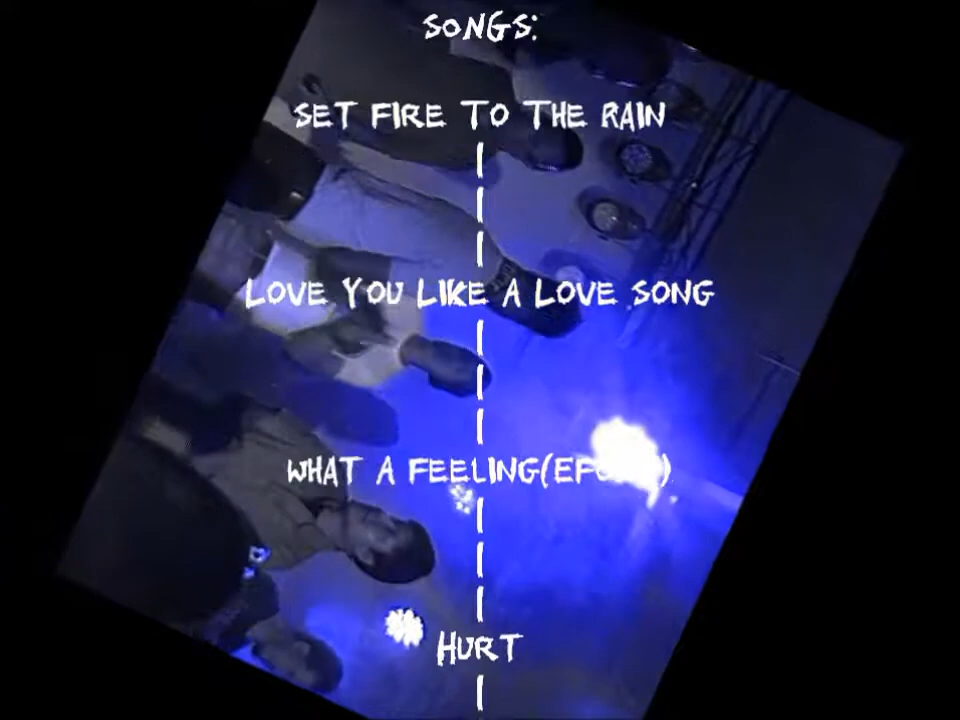 SONGS:
SET FIRE TO THE RAIN
LOVE YOU LIKE A LOVE SONG
WHAT A FEELING
HURT